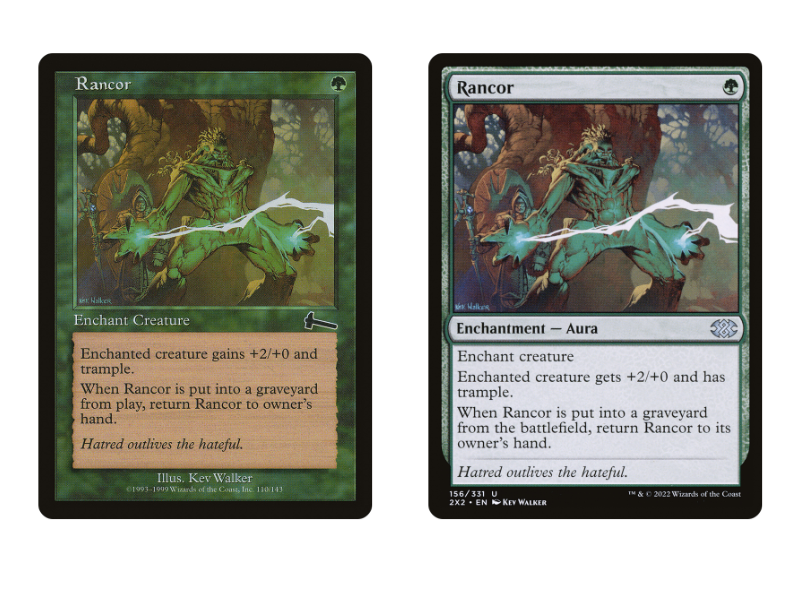 Rancor
Kev Walker
Enchant Creature
Enchanted creature gains +2/+0 and
trample.
When Rancor is put into a graveyard
from play, return Rancor to owner's
hand.
Hatred outlives the hateful.
Illus. Kev Walker
©1993–1999 Wizards of the Coast, Inc. 110/143
Rancor
Kev Walker
Enchantment — Aura
Enchant creature
Enchanted creature gets +2/+0 and has
trample.
When Rancor is put into a graveyard
from the battlefield, return Rancor to its
owner's hand.
Hatred outlives the hateful.
156/331 U
2X2 • EN Kev Walker
™ & © 2022 Wizards of the Coast